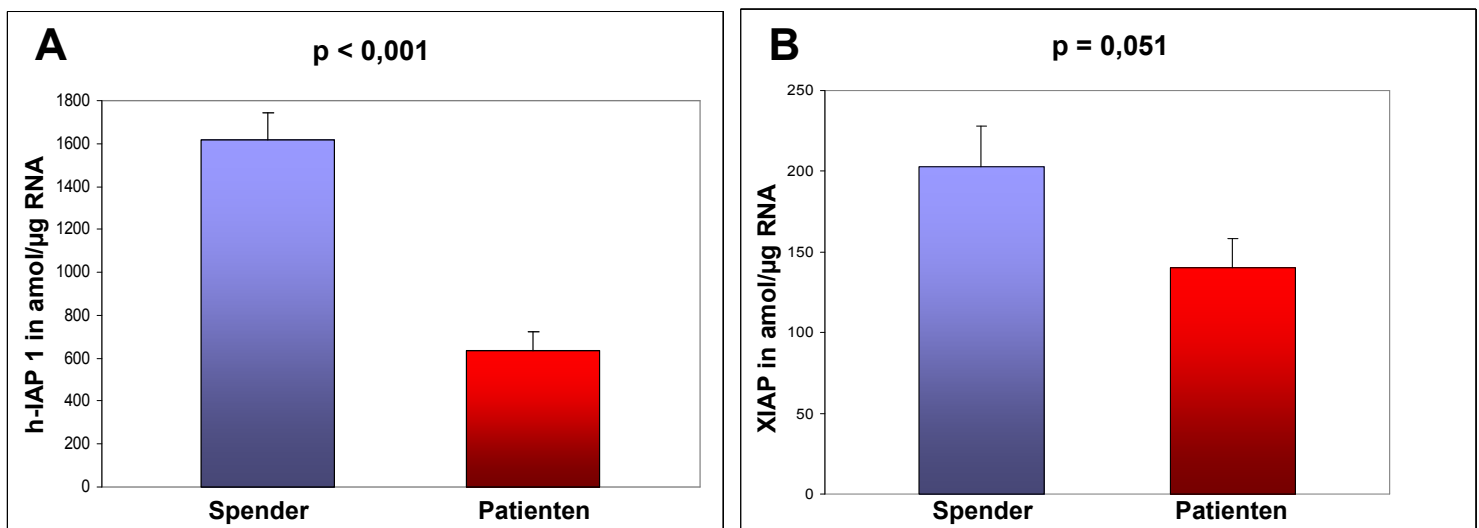 A
p < 0,001
h-IAP 1 in amol/µg RNA
1800
1600
1400
1200
1000
800
600
400
200
0
Spender Patienten
B
p = 0,051
XIAP in amol/µg RNA
250
200
150
100
50
0
Spender Patienten